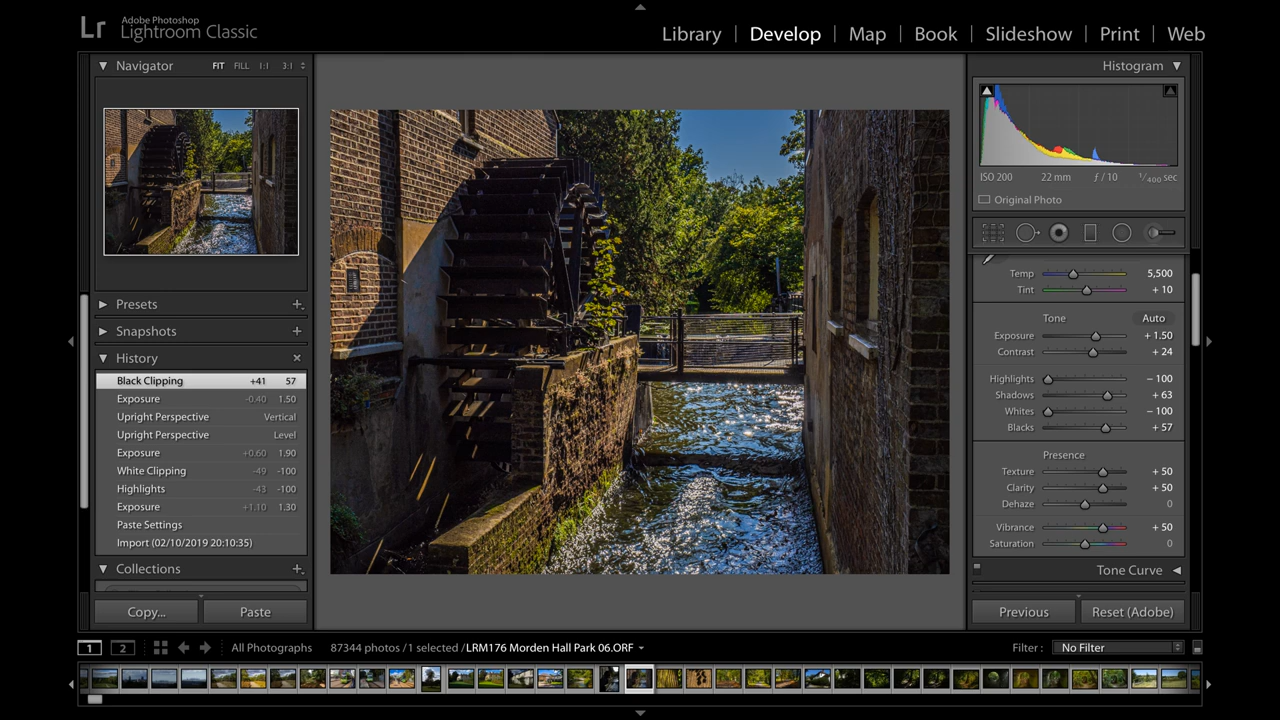 Lr Adobe Photoshop
Lightroom Classic
Library | Develop | Map | Book | Slideshow | Print | Web
Navigator FIT FILL 1:1 3:1
Presets
Snapshots
History
Black Clipping +41 57
Exposure -0.40 1.50
Upright Perspective Vertical
Upright Perspective Level
Exposure +0.60 1.90
White Clipping -49 -100
Highlights -43 -100
Exposure +1.10 1.30
Paste Settings
Import (02/10/2019 20:10:35)
Collections
Copy... Paste
Histogram
ISO 200 22 mm ƒ / 10 1/400 sec
Original Photo
Temp 5,500
Tint + 10
Tone Auto
Exposure + 1.50
Contrast + 24
Highlights − 100
Shadows + 63
Whites − 100
Blacks + 57
Presence
Texture + 50
Clarity + 50
Dehaze 0
Vibrance + 50
Saturation 0
Tone Curve
Previous Reset (Adobe)
1 2 All Photographs 87344 photos / 1 selected / LRM176 Morden Hall Park 06.ORF Filter : No Filter